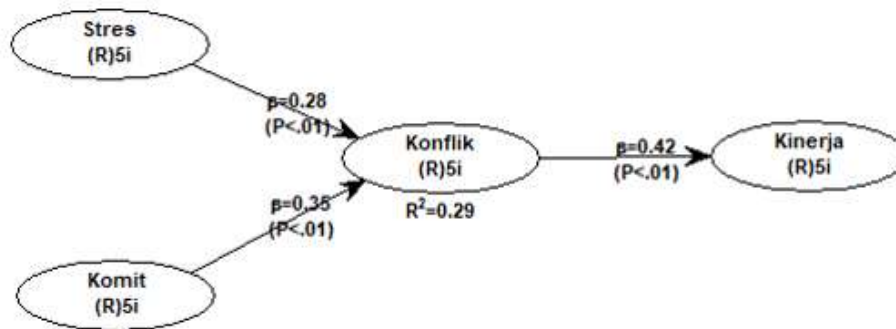 Stres
(R)5i
β=0.28
(P<.01)
Konflik
(R)5i
R²=0.29
β=0.42
(P<.01)
Kinerja
(R)5i
β=0.35
(P<.01)
Komit
(R)5i